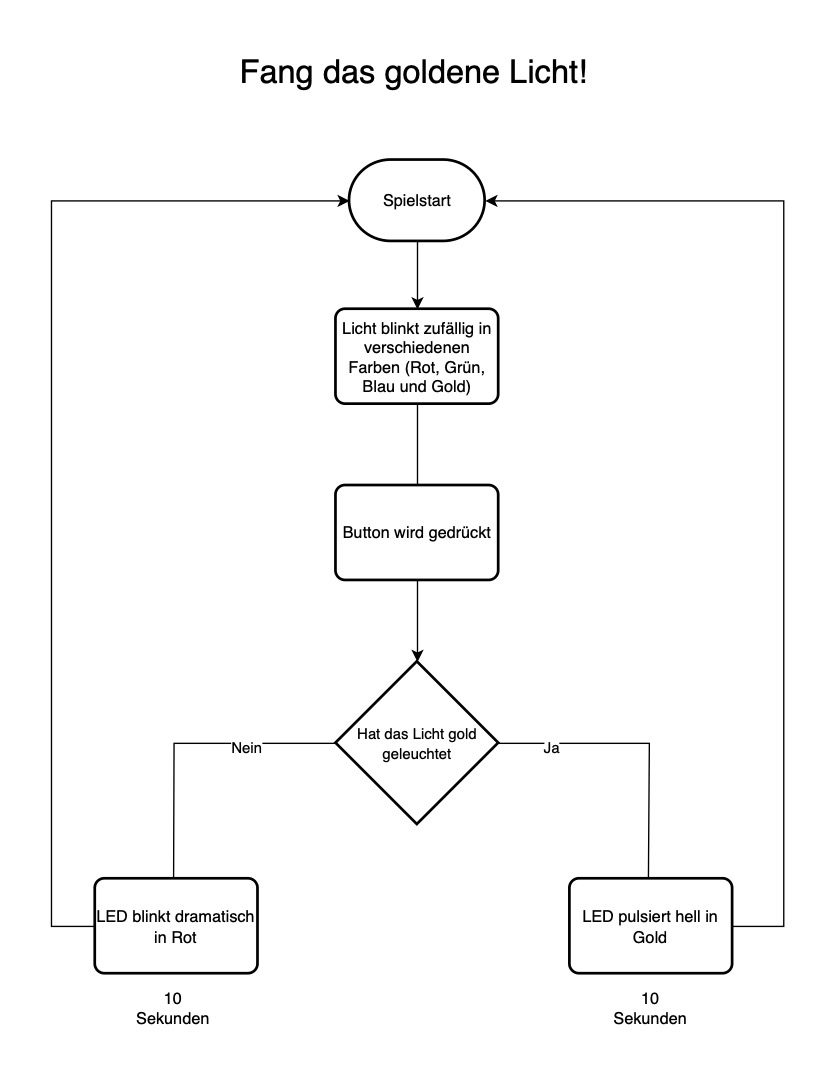 Fang das goldene Licht!
Spielstart
Licht blinkt zufällig in
verschiedenen
Farben (Rot, Grün,
Blau und Gold)
Button wird gedrückt
Hat das Licht gold
geleuchtet
Nein
Ja
LED blinkt dramatisch
in Rot
LED pulsiert hell in
Gold
10
Sekunden
10
Sekunden